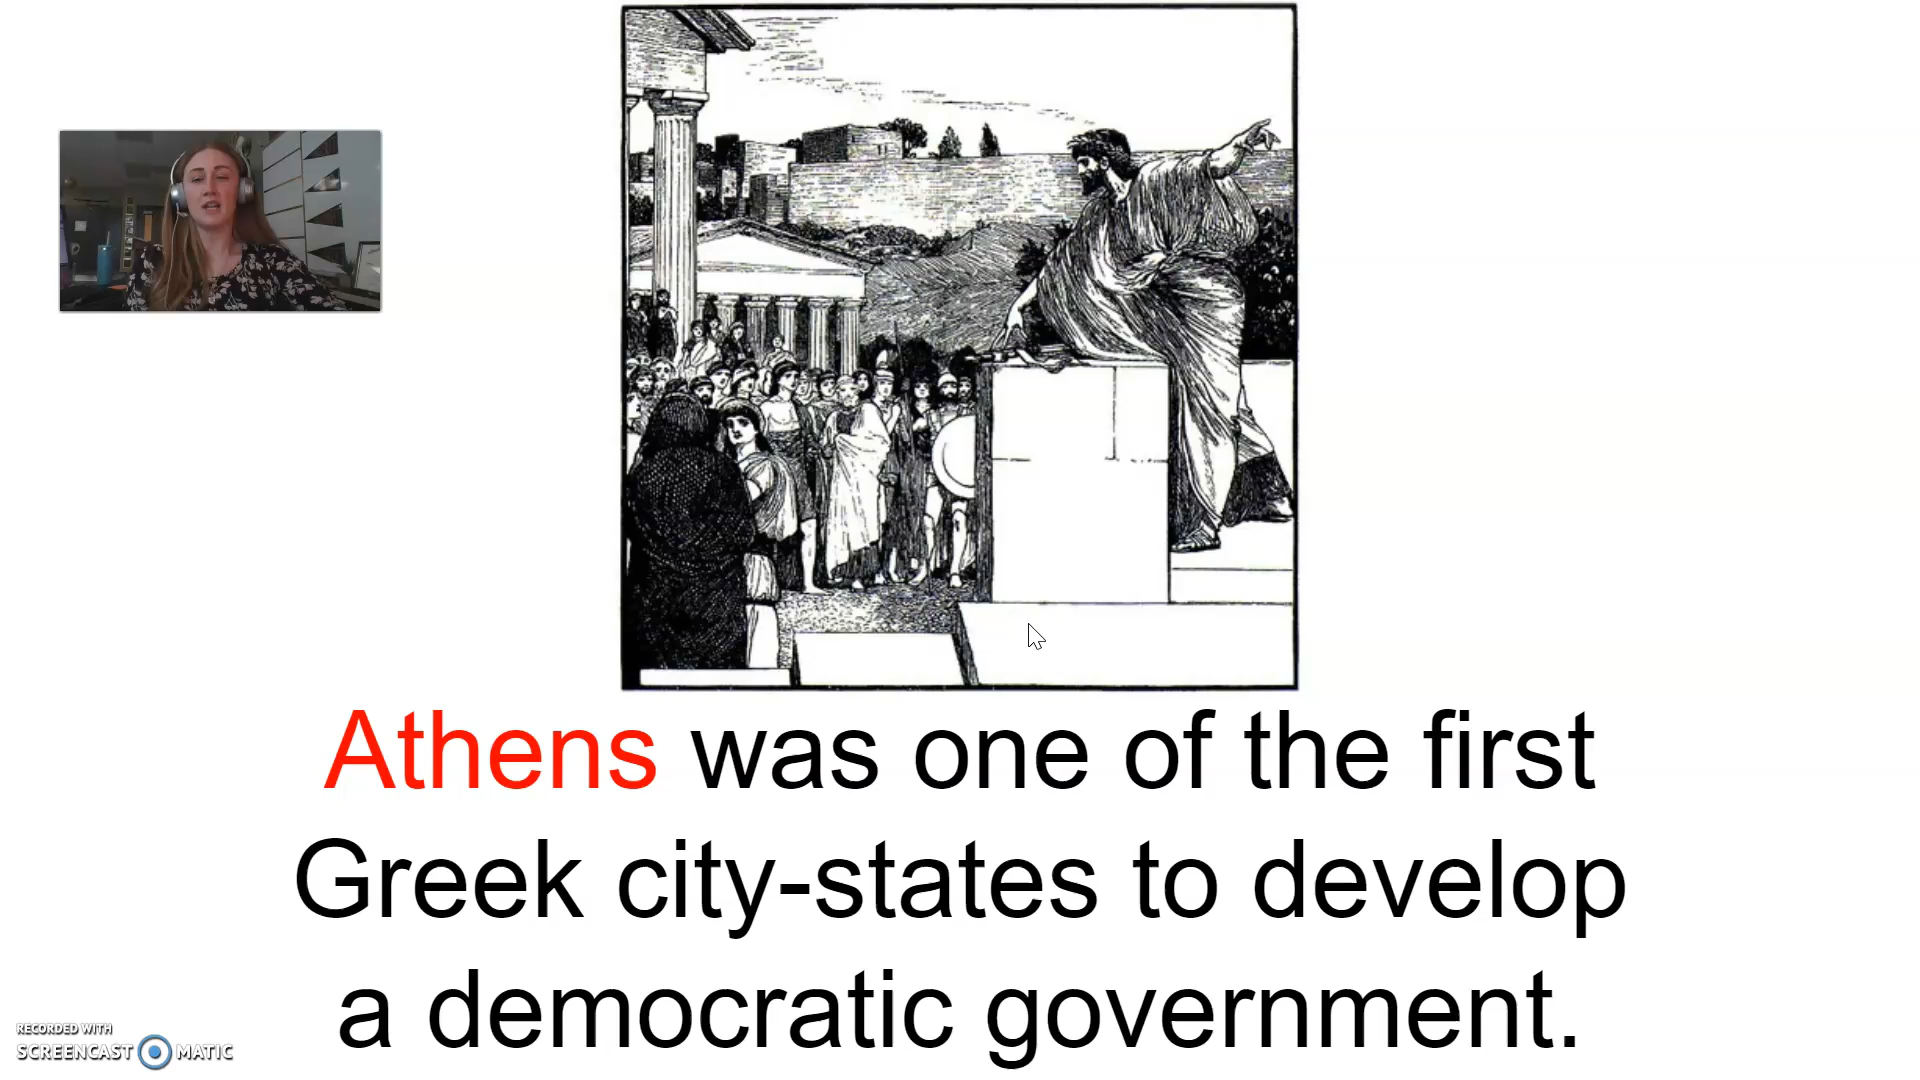 Athens was one of the first
Greek city-states to develop
a democratic government.
RECORDED WITH
SCREENCAST MATIC